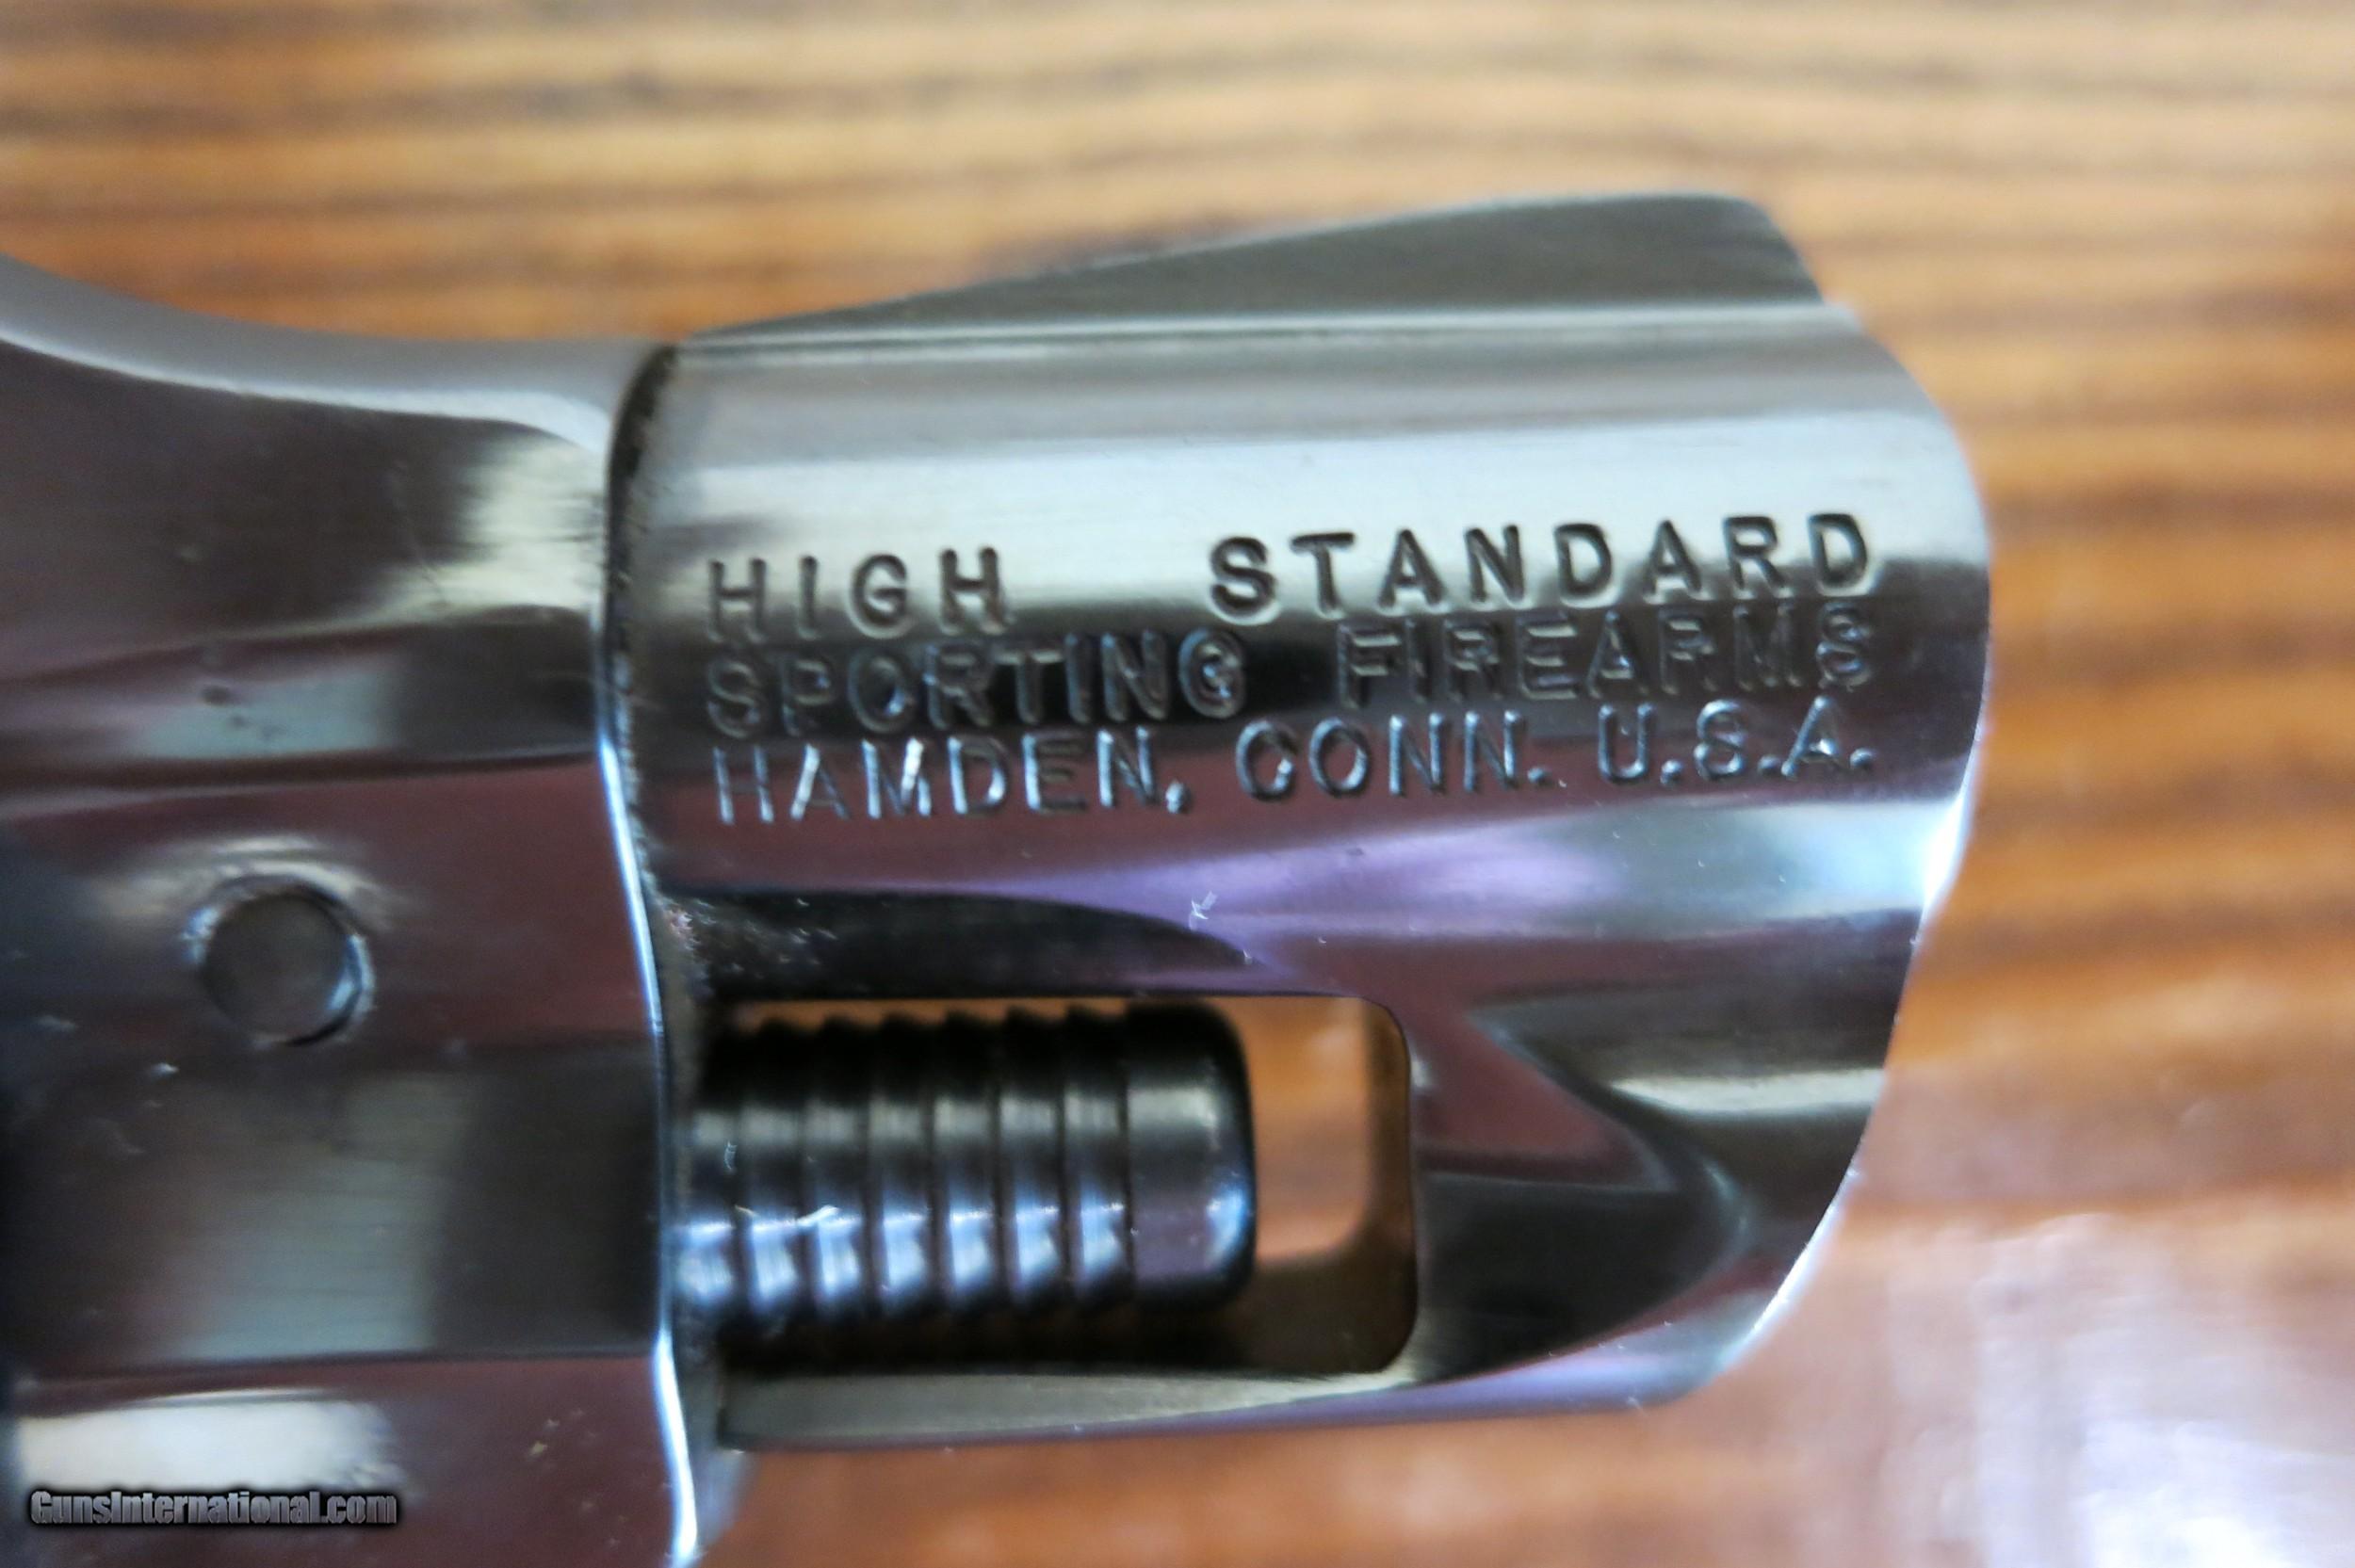 HIGH STANDARD
SPORTING FIREARMS
HAMDEN, CONN. U.S.A.
GunsInternational.com